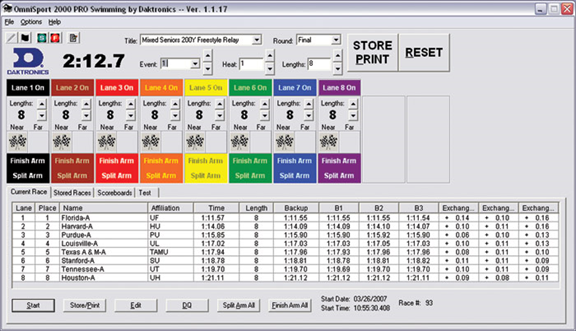 OmniSport 2000 PRO Swimming by Daktronics -- Ver. 1.1.17
File Options Help
Title: Mixed Seniors 200Y Freestyle Relay Round: Final
STORE PRINT RESET
DAKTRONICS 2:12.7 Event: 1 Heat: 1 Lengths: 8
Lane 1 On Lane 2 On Lane 3 On Lane 4 On Lane 5 On Lane 6 On Lane 7 On Lane 8 On
Lengths: Lengths: Lengths: Lengths: Lengths: Lengths: Lengths: Lengths:
8 8 8 8 8 8 8 8
Near Far Near Far Near Far Near Far Near Far Near Far Near Far Near Far
Finish Arm Finish Arm Finish Arm Finish Arm Finish Arm Finish Arm Finish Arm Finish Arm
Split Arm Split Arm Split Arm Split Arm Split Arm Split Arm Split Arm Split Arm
Current Race Stored Races Scoreboards Test
Lane Place Name Affiliation Time Length Backup B1 B2 B3 Exchang... Exchang... Exchang...
1 1 Florida-A UF 1:11.57 8 1:11.55 1:11.55 1:11.55 1:11.54 + 0.14 + 0.10 + 0.16
2 2 Harvard-A HU 1:14.06 8 1:14.09 1:14.09 1:14.10 1:14.07 + 0.10 + 0.11 + 0.16
3 3 Purdue-A PU 1:15.85 8 1:15.90 1:15.92 1:15.85 1:15.90 + 0.06 + 0.10 + 0.13
4 4 Louisville-A UL 1:17.02 8 1:17.03 1:17.03 1:17.05 1:17.03 + 0.10 + 0.11 + 0.13
5 5 Texas A & M-A TAMU 1:17.94 8 1:17.96 1:17.93 1:17.96 1:17.96 + 0.08 + 0.10 + 0.11
6 6 Stanford-A SU 1:18.78 8 1:18.81 1:18.82 1:18.81 1:18.81 + 0.12 + 0.11 + 0.09
7 7 Tennessee-A UT 1:19.70 8 1:19.70 1:19.69 1:19.70 1:19.70 + 0.11 + 0.10 + 0.09
8 8 Houston-A UH 1:21.11 8 1:21.12 1:21.13 1:21.12 1:21.12 + 0.09 + 0.08 + 0.11
Start Store/Print Edit DQ Split Arm All Finish Arm All Start Date: 03/26/2007 Race #: 93
Start Time: 10:55:30.408